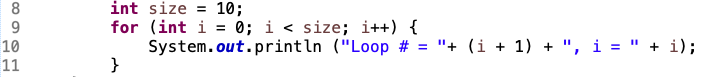 8 int size = 10;
9 for (int i = 0; i < size; i++) {
10 System.out.println ("Loop # = "+ (i + 1) + ", i = " + i);
11 }